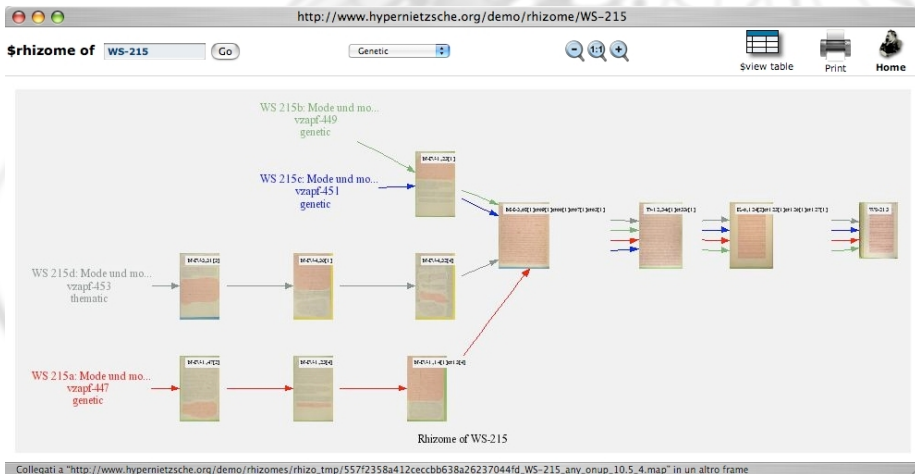 http://www.hypernietzsche.org/demo/rhizome/WS-215
$rhizome of WS-215 Go Genetic 1:1 $view table Print Home
WS 215b: Mode und mo...
vzapf-449
genetic
WS 215c: Mode und mo...
vzapf-451
genetic
WS 215d: Mode und mo...
vzapf-453
thematic
WS 215a: Mode und mo...
vzapf-447
genetic
WS-215
Rhizome of WS-215
Collegati a "http://www.hypernietzsche.org/demo/rhizomes/rhizo_tmp/557f2358a412ceccbb638a26237044fd_WS-215_any_onup_10.5_4.map" in un altro frame